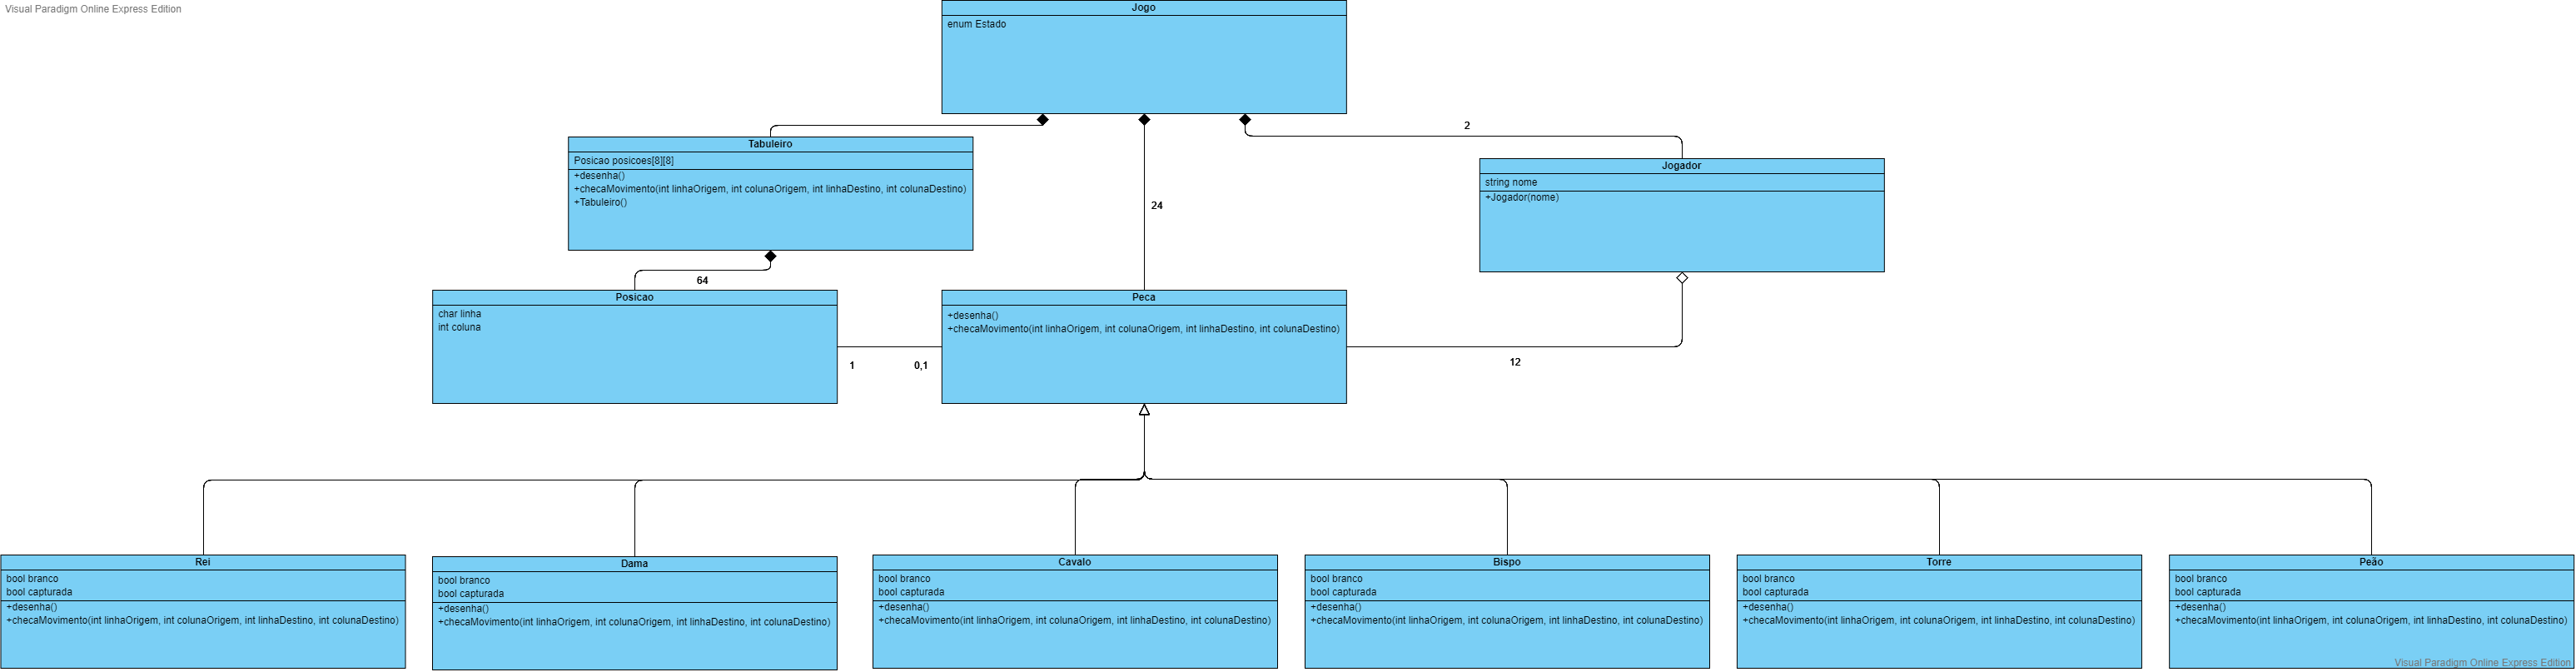 Visual Paradigm Online Express Edition
Jogo
enum Estado
2
Tabuleiro
Posicao posicoes[8][8]
+desenha()
+checaMovimento(int linhaOrigem, int colunaOrigem, int linhaDestino, int colunaDestino)
+Tabuleiro()
24
Jogador
string nome
+Jogador(nome)
64
Posicao
char linha
int coluna
1
0,1
Peca
+desenha()
+checaMovimento(int linhaOrigem, int colunaOrigem, int linhaDestino, int colunaDestino)
12
Rei
bool branco
bool capturada
+desenha()
+checaMovimento(int linhaOrigem, int colunaOrigem, int linhaDestino, int colunaDestino)
Dama
bool branco
bool capturada
+desenha()
+checaMovimento(int linhaOrigem, int colunaOrigem, int linhaDestino, int colunaDestino)
Cavalo
bool branco
bool capturada
+desenha()
+checaMovimento(int linhaOrigem, int colunaOrigem, int linhaDestino, int colunaDestino)
Bispo
bool branco
bool capturada
+desenha()
+checaMovimento(int linhaOrigem, int colunaOrigem, int linhaDestino, int colunaDestino)
Torre
bool branco
bool capturada
+desenha()
+checaMovimento(int linhaOrigem, int colunaOrigem, int linhaDestino, int colunaDestino)
Peão
bool branco
bool capturada
+desenha()
+checaMovimento(int linhaOrigem, int colunaOrigem, int linhaDestino, int colunaDestino)
Visual Paradigm Online Express Edition